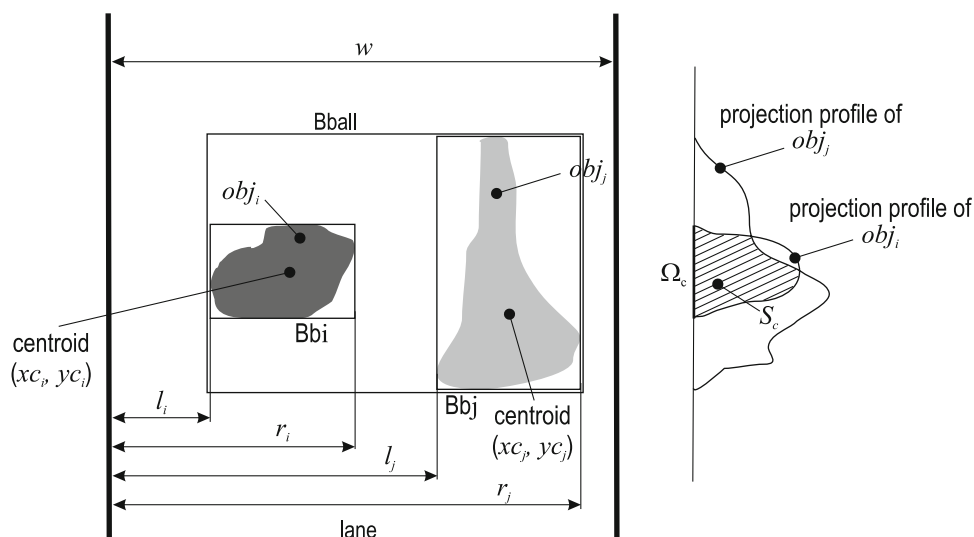 w
Bball
projection profile of
obj_j
obj_i
obj_j
projection profile of
obj_i
Ω_c
S_c
Bbi
centroid
(xc_i, yc_i)
Bbj
centroid
(xc_j, yc_j)
l_i
r_i
l_j
r_j
lane